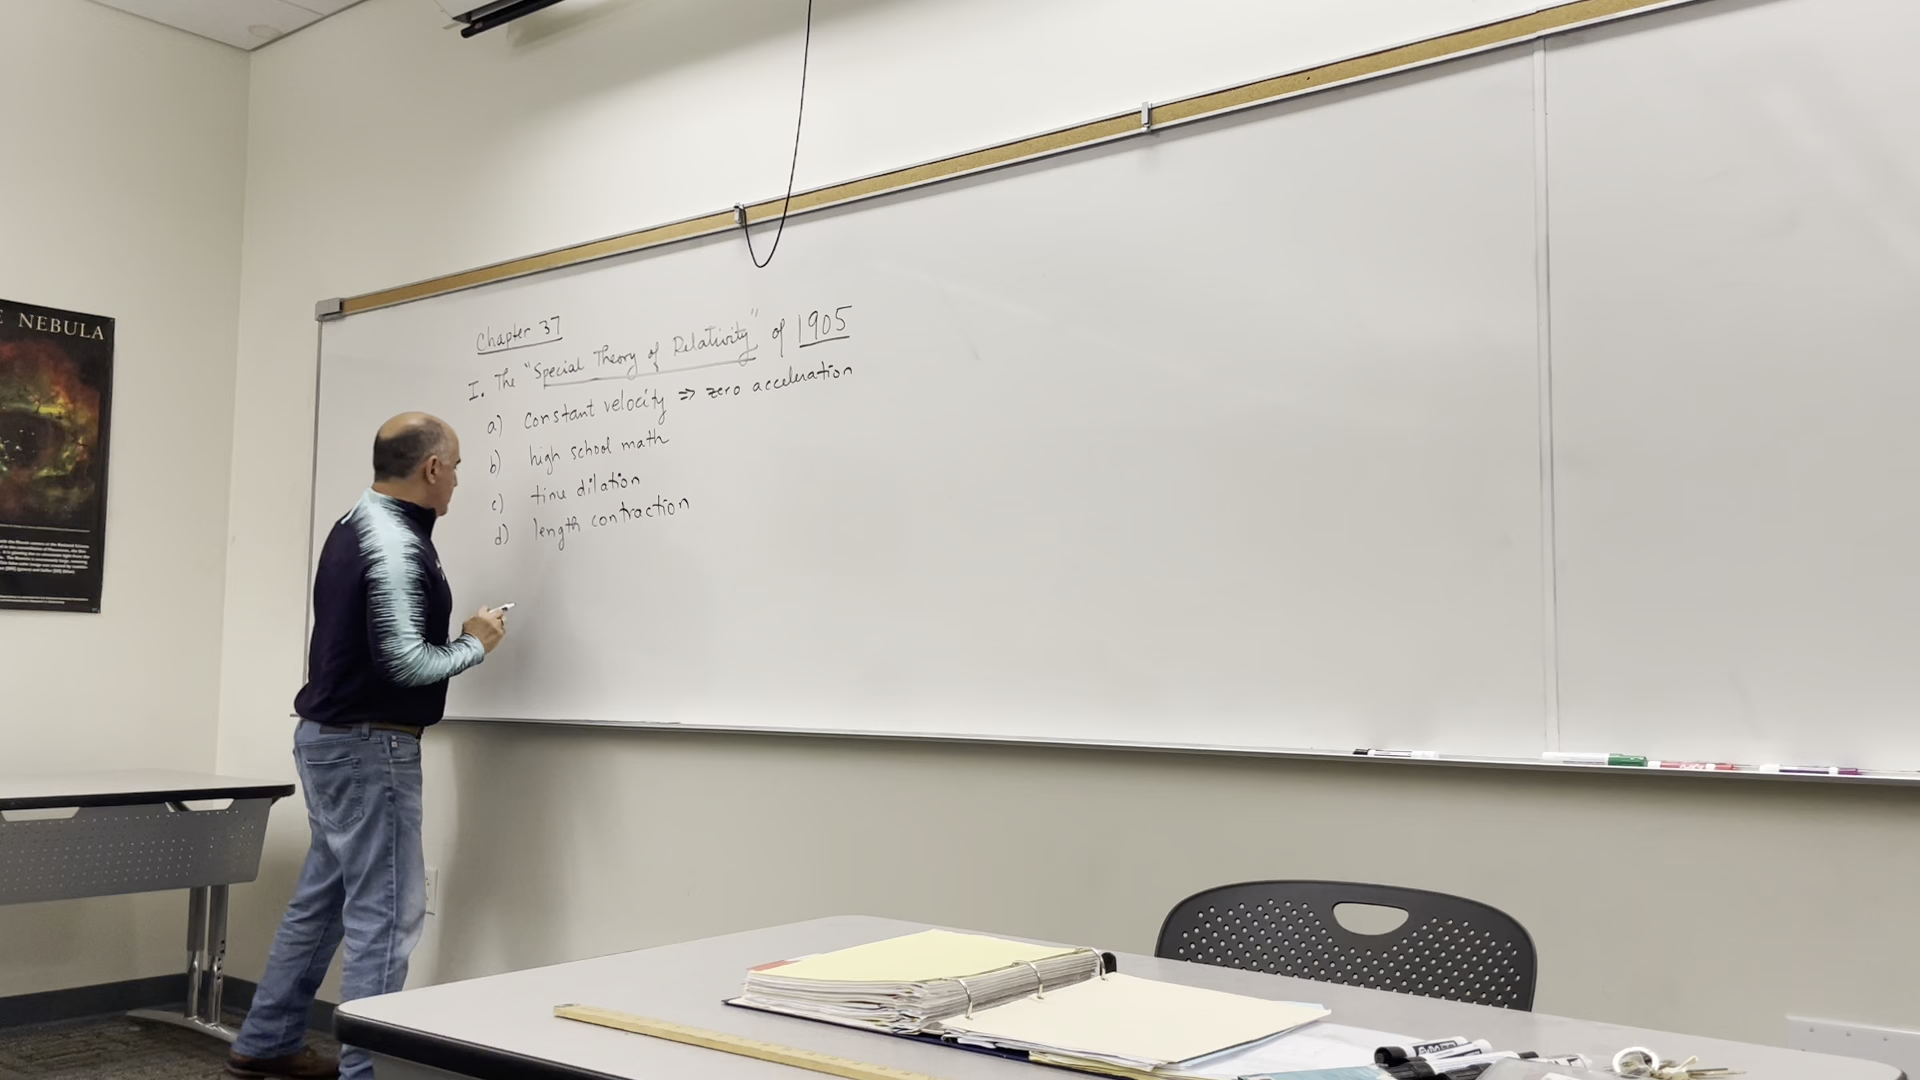 NEBULA
Chapter 37
I. The "Special Theory of Relativity" of 1905
a) constant velocity => zero acceleration
b) high school math
c) time dilation
d) length contraction